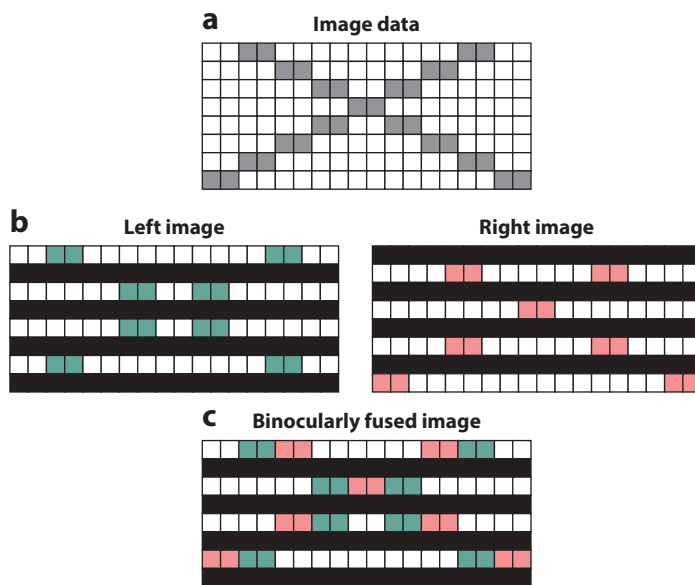 a
Image data
b
Left image
Right image
c
Binocularly fused image